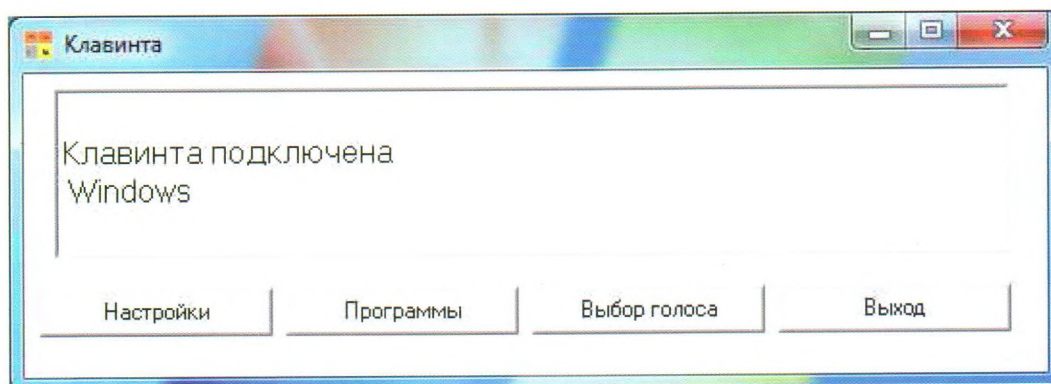 Клавинта
Клавинта подключена
Windows
Настройки
Программы
Выбор голоса
Выход